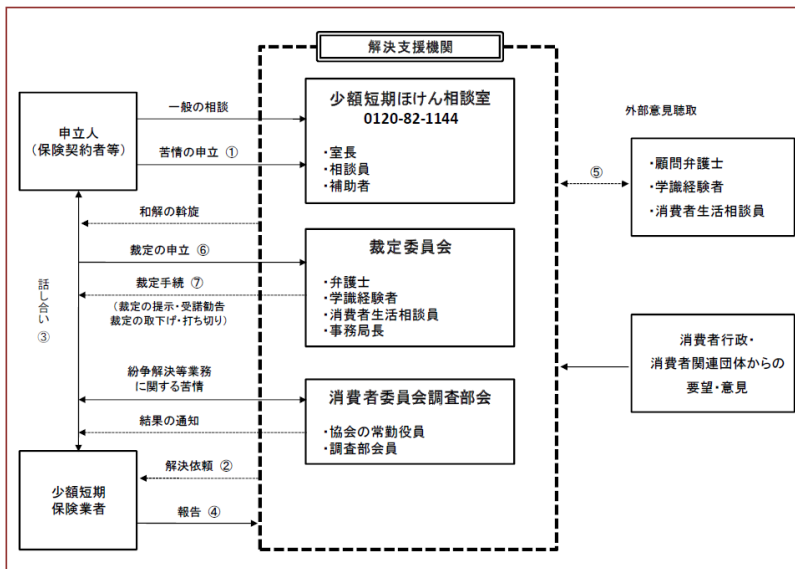 解決支援機関
申立人
（保険契約者等）
一般の相談
苦情の申立 ①
少額短期ほけん相談室
0120-82-1144
・室長
・相談員
・補助者
外部意見聴取
⑤
・顧問弁護士
・学識経験者
・消費者生活相談員
和解の斡旋
裁定の申立 ⑥
裁定手続 ⑦
（裁定の提示・受諾勧告
裁定の取下げ・打ち切り）
裁定委員会
・弁護士
・学識経験者
・消費者生活相談員
・事務局長
話し合い ③
消費者行政・
消費者関連団体からの
要望・意見
紛争解決等業務
に関する苦情
結果の通知
消費者委員会調査部会
・協会の常勤役員
・調査部会員
少額短期
保険業者
解決依頼 ②
報告 ④